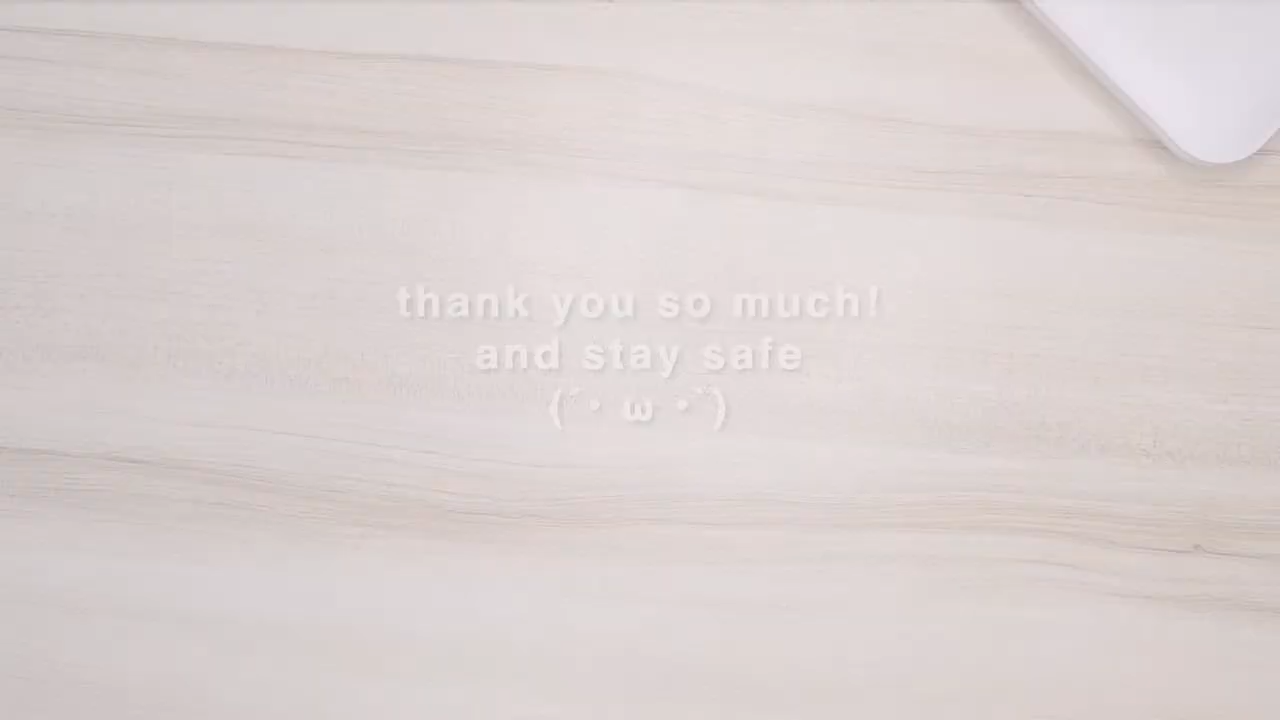 thank you so much!
and stay safe
(´・ω・`)